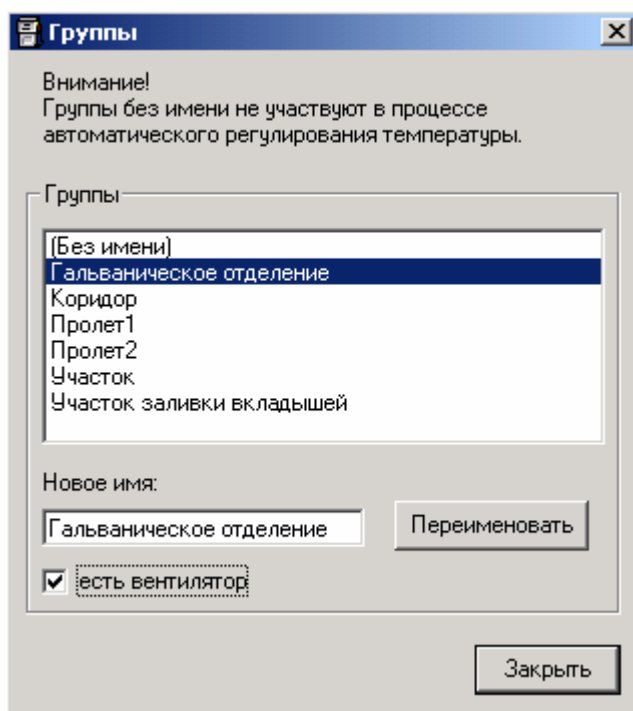 Группы
Внимание!
Группы без имени не участвуют в процессе
автоматического регулирования температуры.
Группы
(Без имени)
Гальваническое отделение
Коридор
Пролет1
Пролет2
Участок
Участок заливки вкладышей
Новое имя:
Гальваническое отделение
Переименовать
есть вентилятор
Закрыть